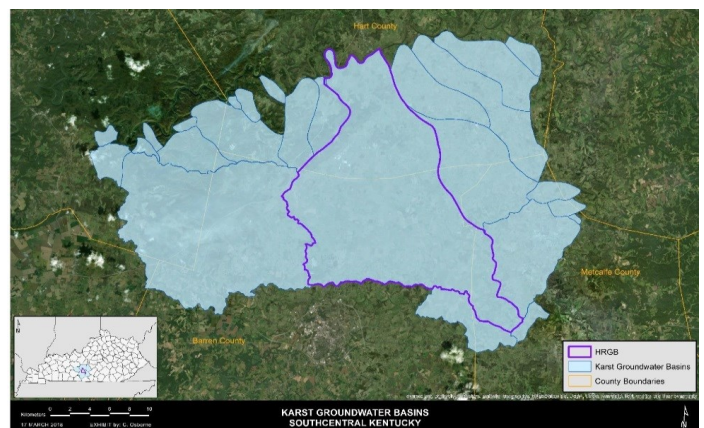 Hart County
Metcalfe County
Barren County
N
HRGB
Karst Groundwater Basins
County Boundaries
Kilometers
0 2 4 6 8 10
17 MARCH 2016 EXHIBIT by: C. Osborne
KARST GROUNDWATER BASINS
SOUTHCENTRAL KENTUCKY
N